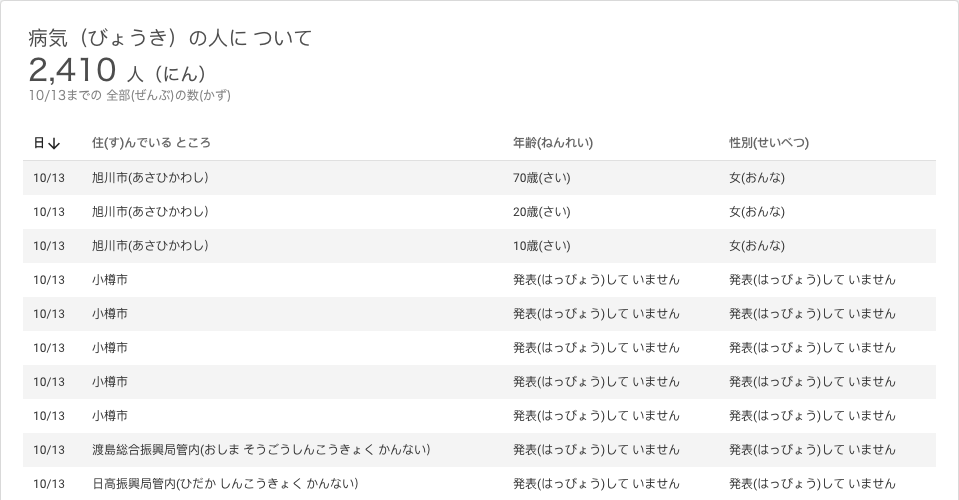 病気（びょうき）の人に ついて
2,410 人（にん）
10/13までの 全部(ぜんぶ)の数(かず)
日↓ 住(す)んでいる ところ 年齢(ねんれい) 性別(せいべつ)
10/13 旭川市(あさひかわし) 70歳(さい) 女(おんな)
10/13 旭川市(あさひかわし) 20歳(さい) 女(おんな)
10/13 旭川市(あさひかわし) 10歳(さい) 女(おんな)
10/13 小樽市 発表(はっぴょう)して いません 発表(はっぴょう)して いません
10/13 小樽市 発表(はっぴょう)して いません 発表(はっぴょう)して いません
10/13 小樽市 発表(はっぴょう)して いません 発表(はっぴょう)して いません
10/13 小樽市 発表(はっぴょう)して いません 発表(はっぴょう)して いません
10/13 小樽市 発表(はっぴょう)して いません 発表(はっぴょう)して いません
10/13 渡島総合振興局管内(おしま そうごうしんこうきょく かんない) 発表(はっぴょう)して いません 発表(はっぴょう)して いません
10/13 日高振興局管内(ひだか しんこうきょく かんない) 発表(はっぴょう)して いません 発表(はっぴょう)して いません